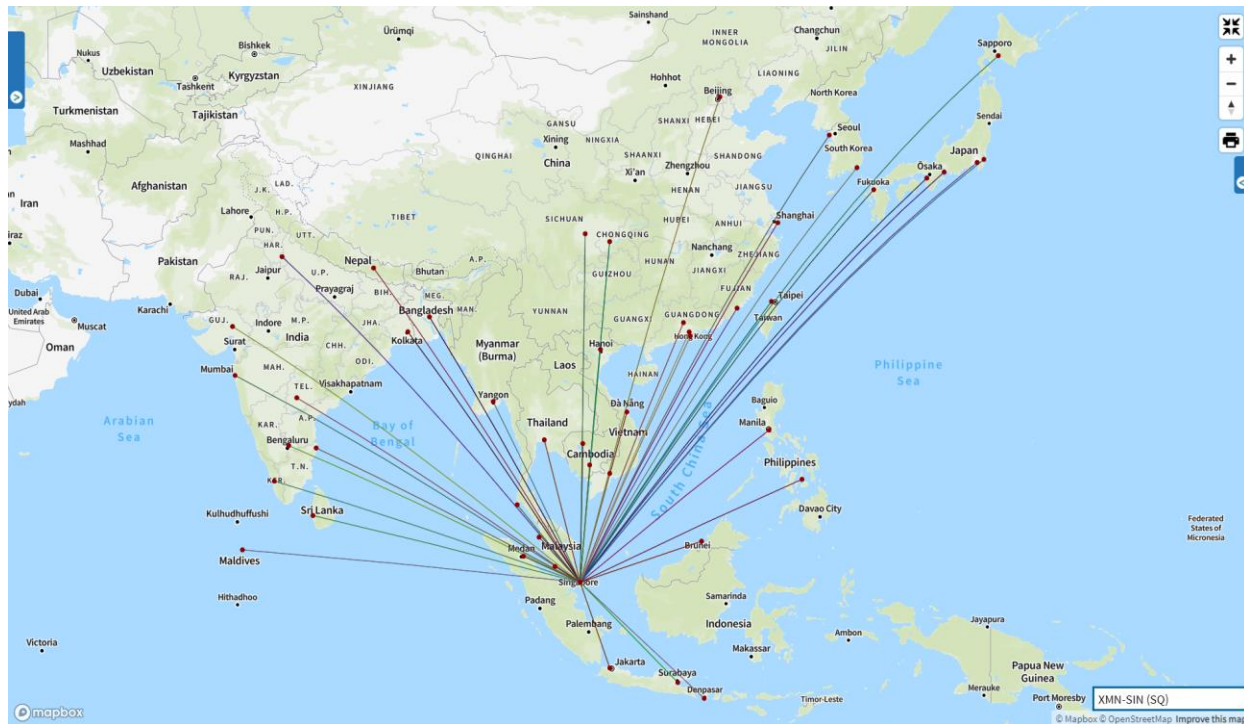 Sainshand
Changchun
INNER
MONGOLIA
JILIN
Sapporo
Ürümqi
Nukus
Bishkek
Uzbekistan
Kyrgyzstan
Tashkent
Hohhot
LIAONING
Beijing
North Korea
XINJIANG
Turkmenistan
Tajikistan
SHANXI
HEBEI
Sendai
GANSU
NINGXIA
Seoul
Mashhad
Xining
China
QINGHAI
SHAANXI
SHANDONG
South Korea
Japan
Zhengzhou
Xi'an
Ōsaka
Afghanistan
J.K.
LAD.
HENAN
JIANGSU
Fukuoka
Iran
Lahore
H.P.
TIBET
SICHUAN
HUPEI
ANHUI
Shanghai
Shiraz
PUN.
UTT.
CHONGQING
HAR.
Nanchang
ZHEJIANG
Pakistan
Nepal
A.P.
HUNAN
JIANGXI
RAJ.
Jaipur
U.P.
Bhutan
GUIZHOU
Dubai
BIH.
MEG.
FUJIAN
Prayagraj
Taipei
United Arab
Emirates
Karachi
Bangladesh
MAN.
YUNNAN
GUANGXI
GUANGDONG
Taiwan
Muscat
GUJ.
M.P.
JHA.
Indore
India
Kolkata
Hong Kong
Oman
Surat
CHH.
Myanmar
(Burma)
Hanoi
ODI.
Laos
Mumbai
MAH.
HAINAN
Philippine
Sea
TEL.
Visakhapatnam
Yangon
Đà Nẵng
Baguio
Arabian
Sea
A.P.
Bay of
Bengal
Thailand
Vietnam
Manila
KAR.
Bengaluru
Cambodia
T.N.
South China Sea
Philippines
KER.
Sri Lanka
Davao City
Kulhudhuffushi
Federated
States of
Micronesia
Malaysia
Medan
Brunei
Maldives
Singapore
Hithadhoo
Padang
Samarinda
Palembang
Indonesia
Jayapura
Victoria
Ambon
Makassar
Jakarta
Surabaya
Papua New
Guinea
Denpasar
Merauke
Timor-Leste
Port Moresby
XMN-SIN (SQ)
mapbox
© Mapbox © OpenStreetMap Improve this map